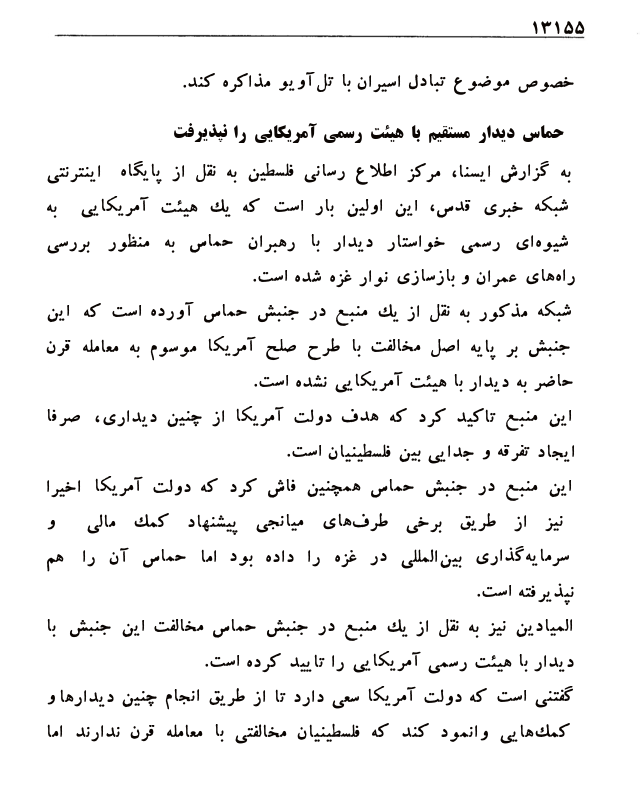 ۱۳۱۵۵
خصوص موضوع تبادل اسیران با تل‌آویو مذاکره کند.
حماس دیدار مستقیم با هیئت رسمی آمریکایی را نپذیرفت
به گزارش ایسنا، مرکز اطلاع رسانی فلسطین به نقل از پایگاه اینترنتی
شبکه خبری قدس، این اولین بار است که یك هیئت آمریکایی به
شیوه‌ای رسمی خواستار دیدار با رهبران حماس به منظور بررسی
راه‌های عمران و بازسازی نوار غزه شده است.
شبکه مذکور به نقل از یك منبع در جنبش حماس آورده است که این
جنبش بر پایه اصل مخالفت با طرح صلح آمریکا موسوم به معامله قرن
حاضر به دیدار با هیئت آمریکایی نشده است.
این منبع تاکید کرد که هدف دولت آمریکا از چنین دیداری، صرفا
ایجاد تفرقه و جدایی بین فلسطینیان است.
این منبع در جنبش حماس همچنین فاش کرد که دولت آمریکا اخیرا
نیز از طریق برخی طرف‌های میانجی پیشنهاد کمك مالی و
سرمایه‌گذاری بین‌المللی در غزه را داده بود اما حماس آن را هم
نپذیرفته است.
المیادین نیز به نقل از یك منبع در جنبش حماس مخالفت این جنبش با
دیدار با هیئت رسمی آمریکایی را تایید کرده است.
گفتنی است که دولت آمریکا سعی دارد تا از طریق انجام چنین دیدارها و
کمك‌هایی وانمود کند که فلسطینیان مخالفتی با معامله قرن ندارند اما